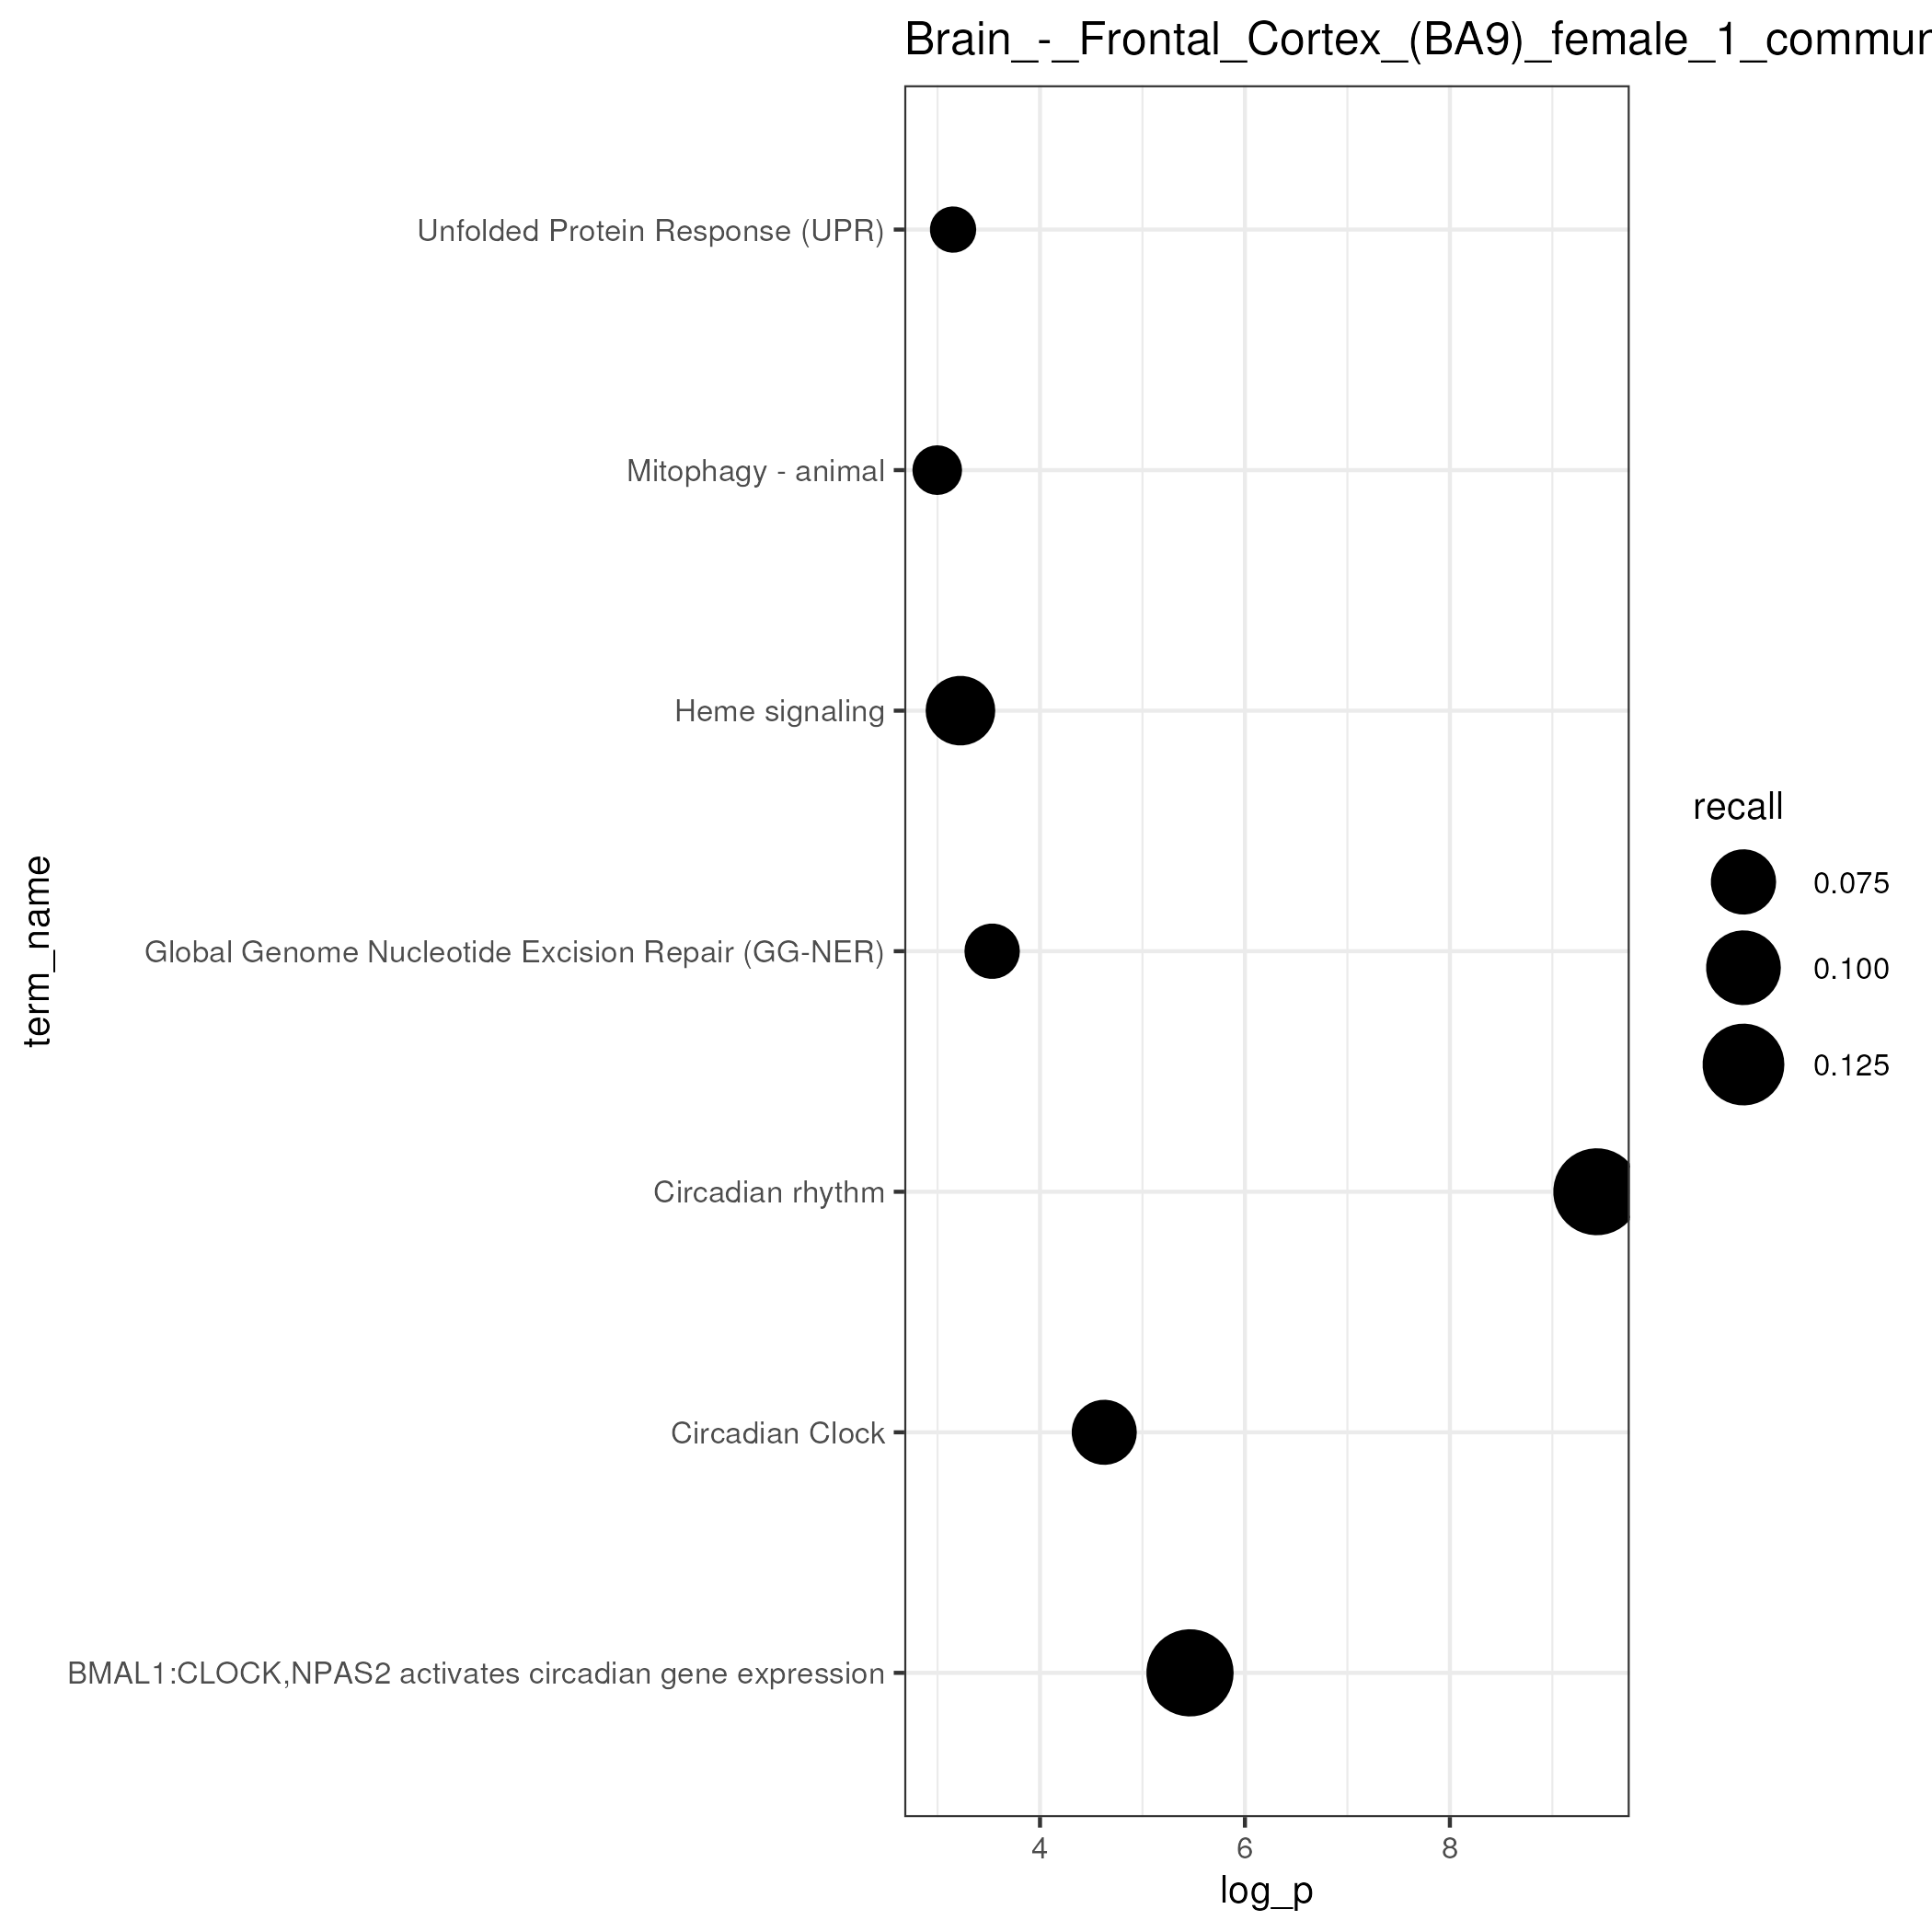 Brain_-_Frontal_Cortex_(BA9)_female_1_commun
Unfolded Protein Response (UPR)
Mitophagy - animal
Heme signaling
Global Genome Nucleotide Excision Repair (GG-NER)
Circadian rhythm
Circadian Clock
BMAL1:CLOCK,NPAS2 activates circadian gene expression
term_name
4 6 8
log_p
recall
0.075
0.100
0.125